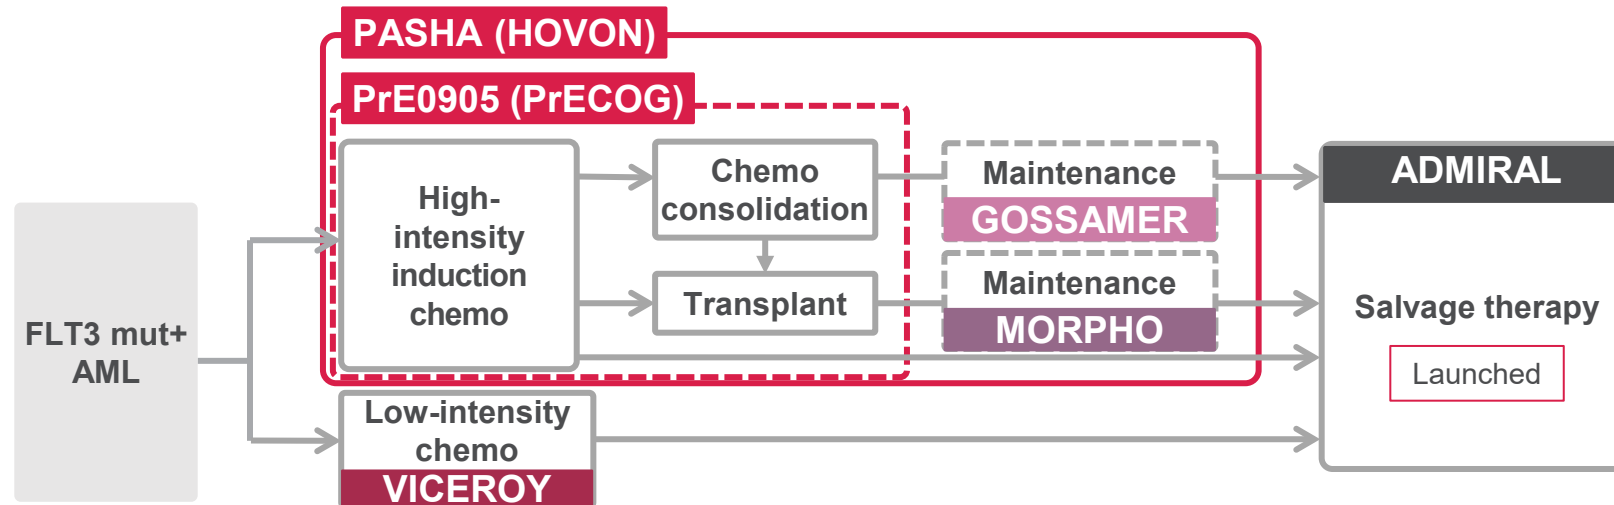 PASHA (HOVON)
PrE0905 (PrECOG)
FLT3 mut+
AML
High-
intensity
induction
chemo
Chemo
consolidation
Transplant
Maintenance
GOSSAMER
Maintenance
MORPHO
Low-intensity
chemo
VICEROY
ADMIRAL
Salvage therapy
Launched